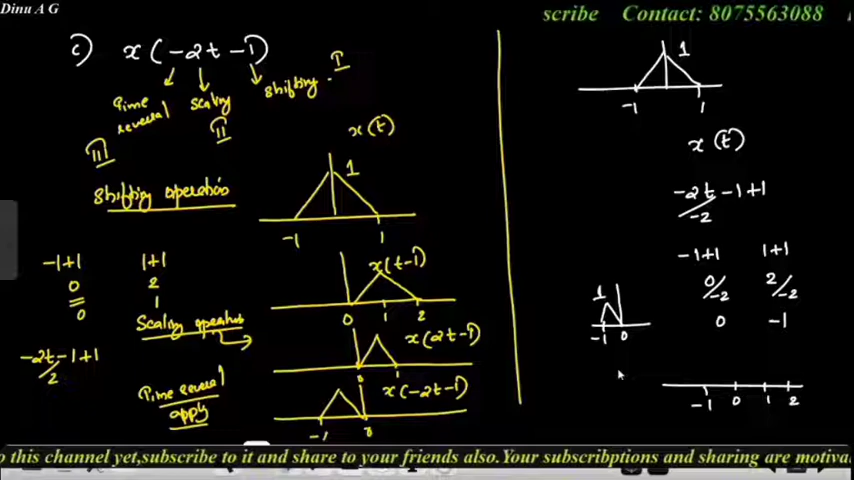 Dinu A G
scribe Contact: 8075563088
c) x(-2t-1)
Time reversal
scaling
shifting.
I
II
III
Shifting operation
x(t)
1
-1 1
-1+1 1+1
0 2
0 1
x(t-1)
0 1 2
Scaling operation
x(2t-1)
0 1
-2t-1+1
2
Time reversal
apply
x(-2t-1)
-1 0
1
-1 1
x(t)
-2t-1+1
-2
-1+1 1+1
0/-2 2/-2
0 -1
1
-1 0
-1 0 1 2
o this channel yet,subscribe to it and share to your friends also.Your subscribptions and sharing are motiva